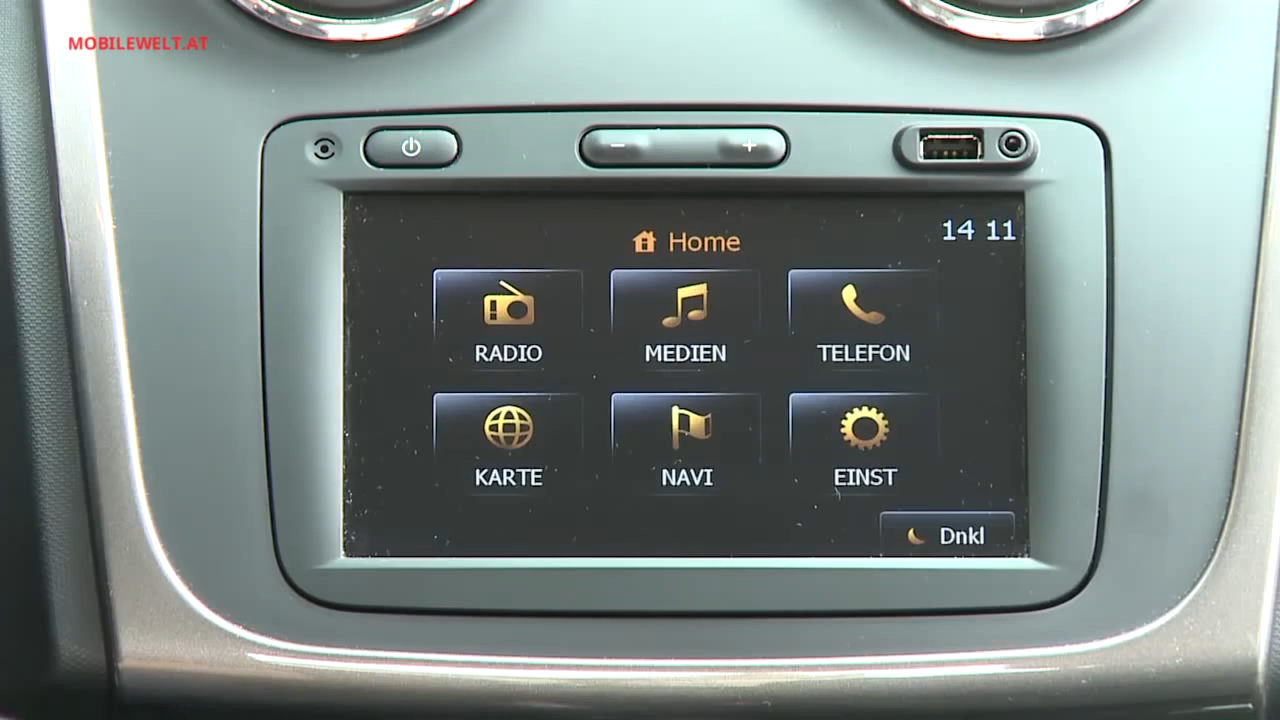 MOBILEWELT.AT
Home
14 11
RADIO MEDIEN TELEFON
KARTE NAVI EINST
Dnkl